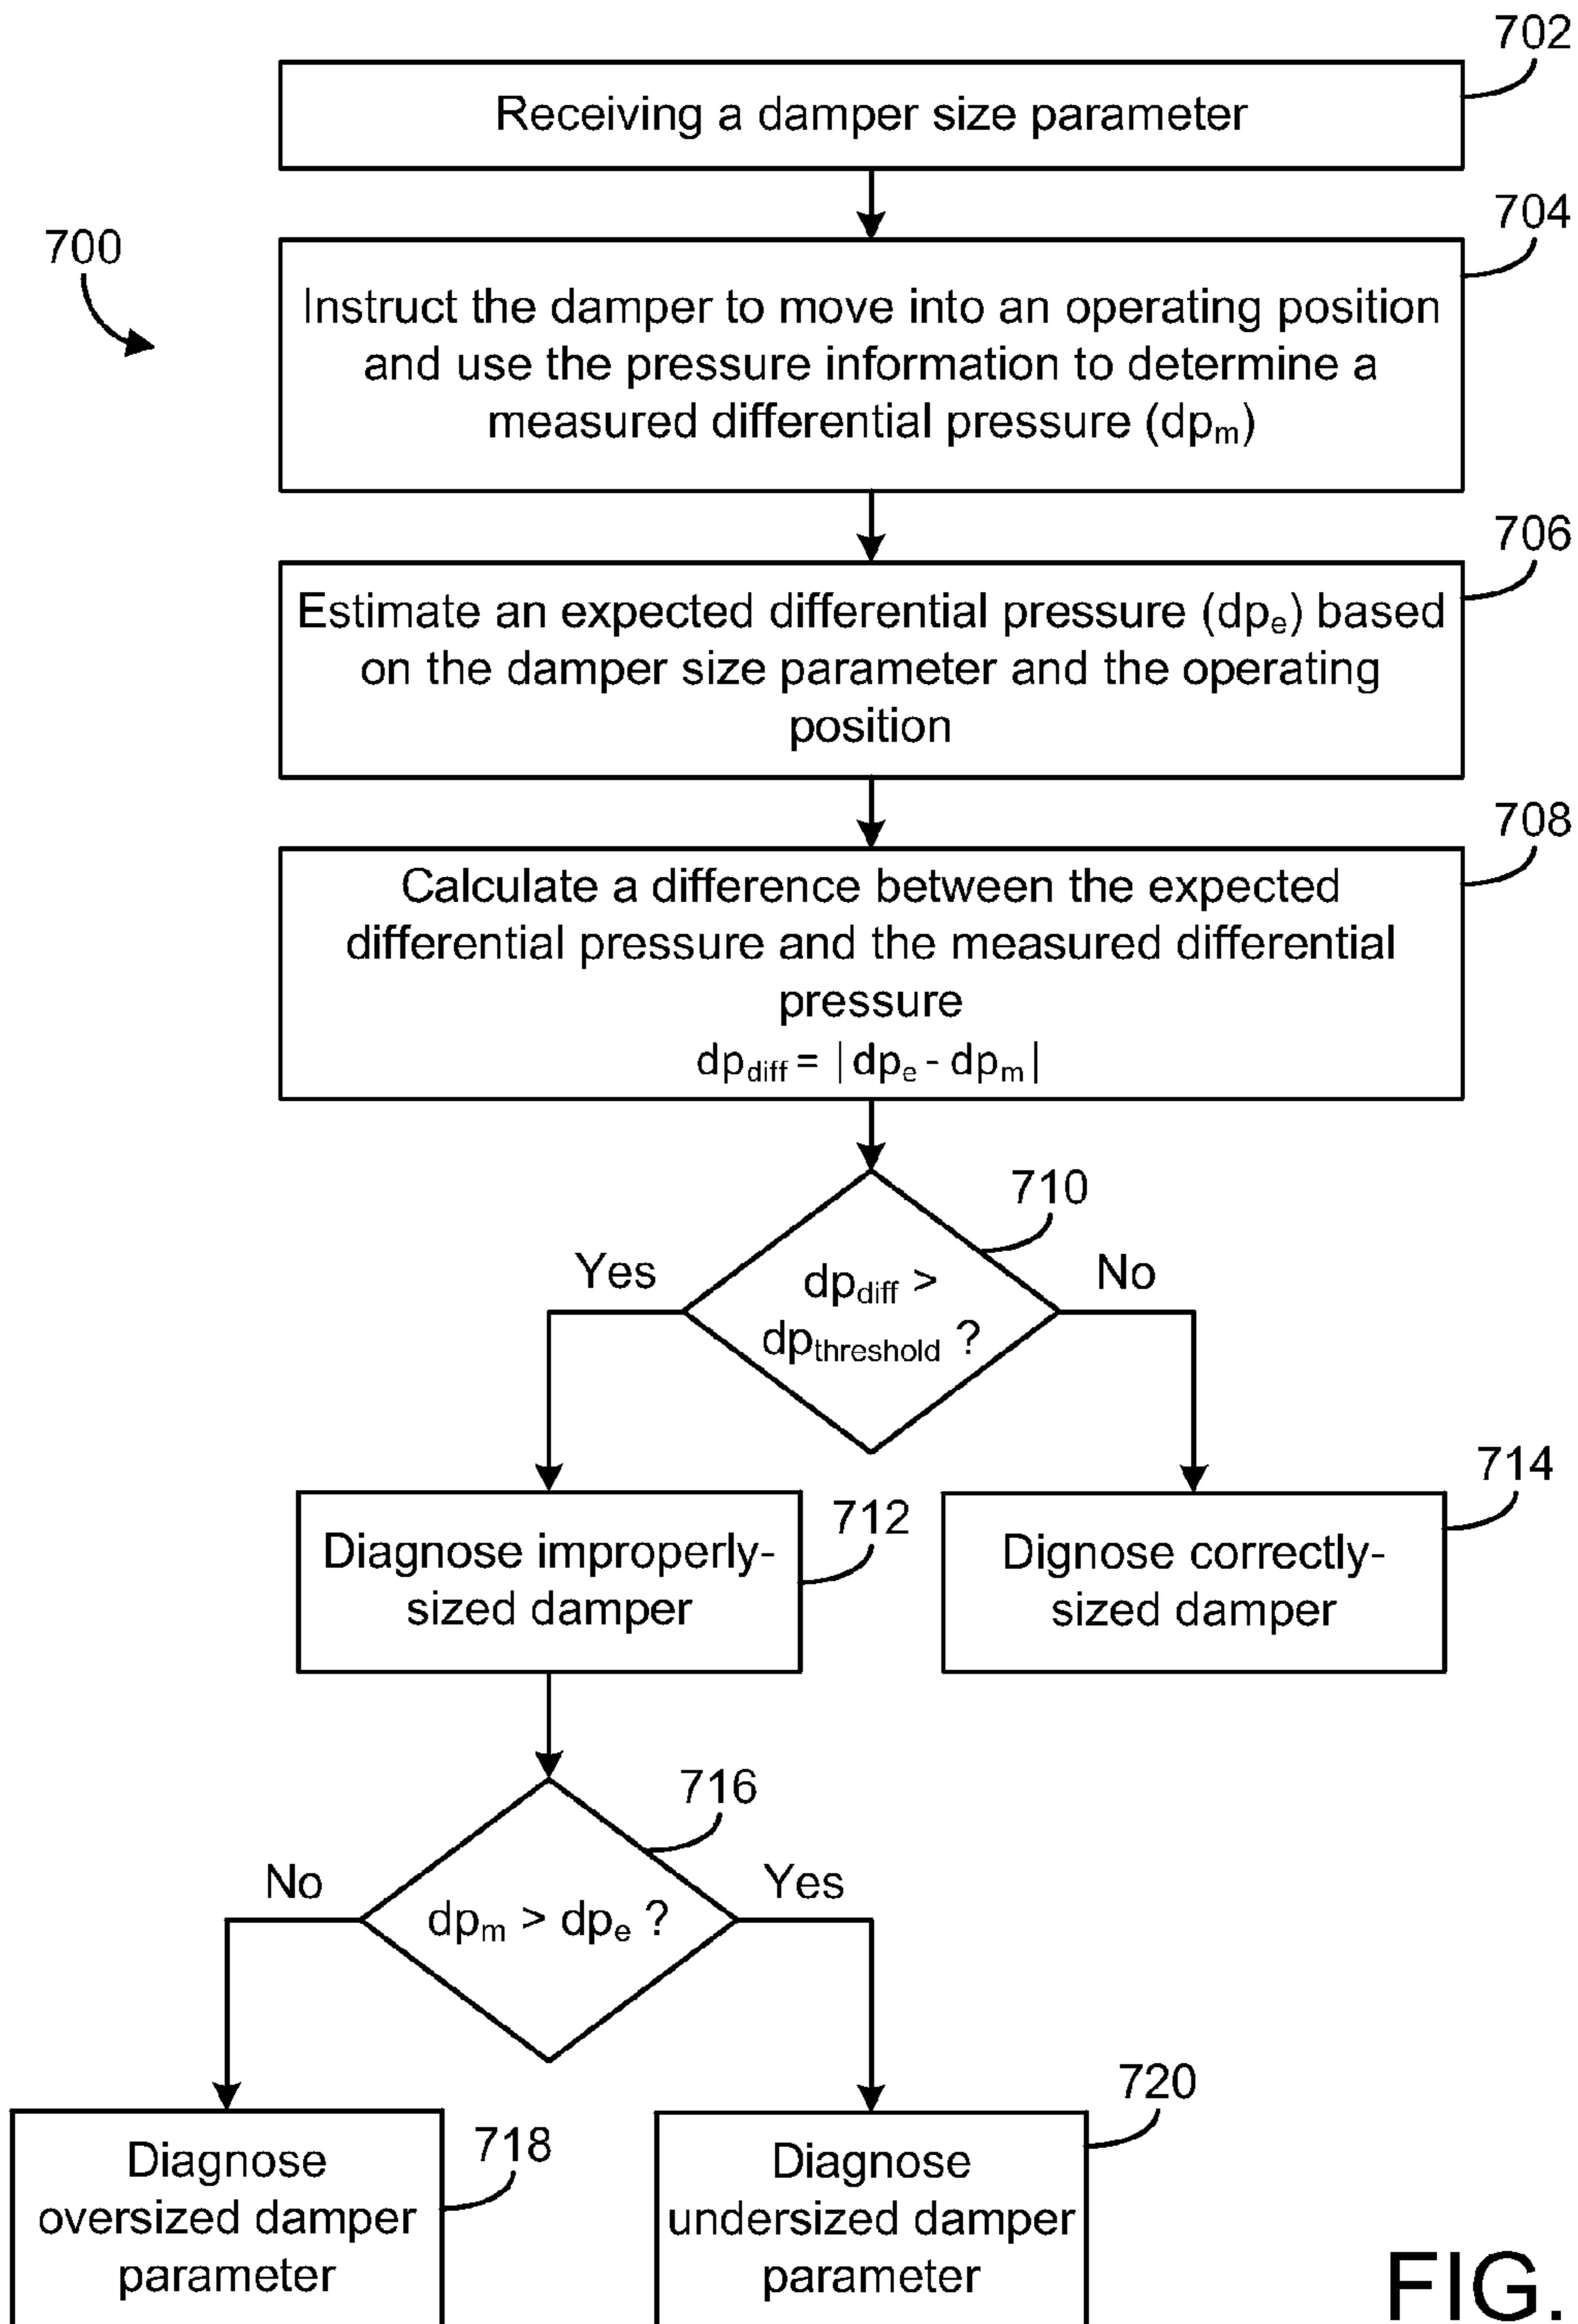 702
Receiving a damper size parameter
704
700
Instruct the damper to move into an operating position
and use the pressure information to determine a
measured differential pressure (dpm)
706
Estimate an expected differential pressure (dpe) based
on the damper size parameter and the operating
position
708
Calculate a difference between the expected
differential pressure and the measured differential
pressure
dpdiff = | dpe - dpm |
710
Yes
No
dpdiff >
dpthreshold ?
714
712
Diagnose improperly-
sized damper
Dignose correctly-
sized damper
716
No
Yes
dpm > dpe ?
720
718
Diagnose
oversized damper
parameter
Diagnose
undersized damper
parameter
FIG.